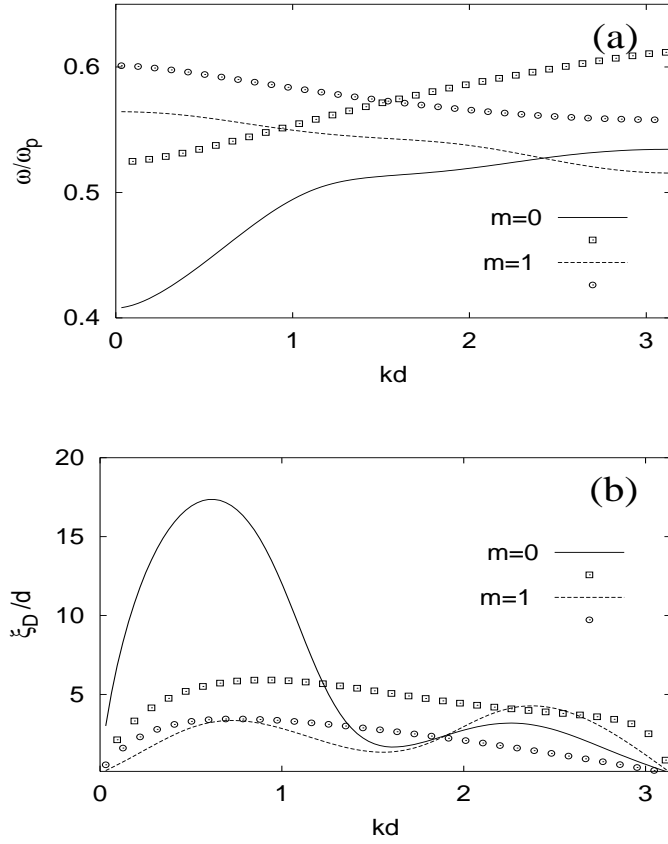 (a)
0.6
0.5
0.4
ω/ω_p
m=0
m=1
0 1 2 3
kd
(b)
20
15
10
5
ξ_D/d
m=0
m=1
0 1 2 3
kd